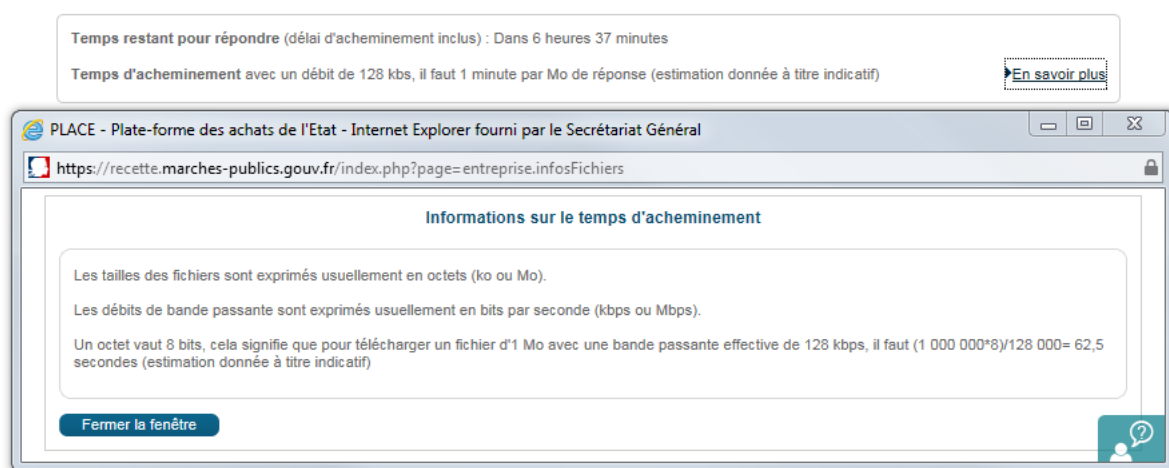 Temps restant pour répondre (délai d'acheminement inclus) : Dans 6 heures 37 minutes
Temps d'acheminement avec un débit de 128 kbs, il faut 1 minute par Mo de réponse (estimation donnée à titre indicatif)
En savoir plus
PLACE - Plate-forme des achats de l'Etat - Internet Explorer fourni par le Secrétariat Général
https://recette.marches-publics.gouv.fr/index.php?page=entreprise.infosFichiers
Informations sur le temps d'acheminement
Les tailles des fichiers sont exprimés usuellement en octets (ko ou Mo).
Les débits de bande passante sont exprimés usuellement en bits par seconde (kbps ou Mbps).
Un octet vaut 8 bits, cela signifie que pour télécharger un fichier d'1 Mo avec une bande passante effective de 128 kbps, il faut (1 000 000*8)/128 000= 62,5
secondes (estimation donnée à titre indicatif)
Fermer la fenêtre